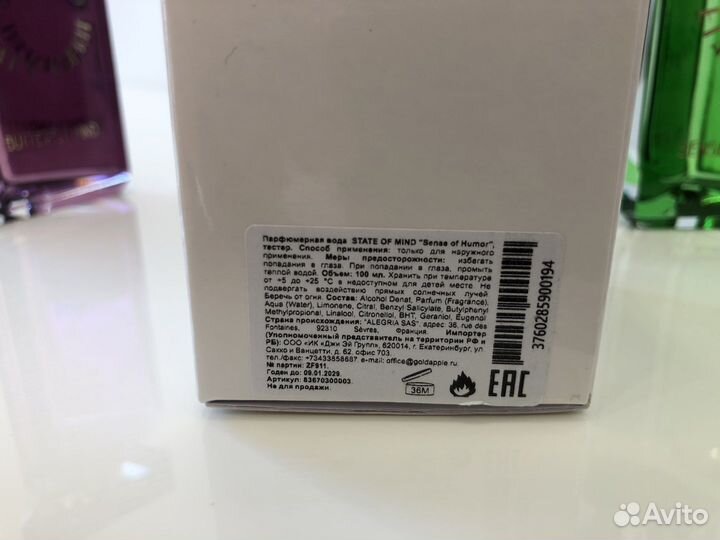 Парфюмерная вода STATE OF MIND "Sense of Humor",
тестер. Способ применения: только для наружного
применения. Меры предосторожности: избегать
попадания в глаза. При попадании в глаза, промыть
теплой водой. Объем: 100 мл. Хранить при температуре
от +5 до +25 °C в недоступном для детей месте. Не
подвергать воздействию прямых солнечных лучей
Беречь от огня. Состав: Alcohol Denat, Parfum (Fragrance),
Aqua (Water), Limonene, Citral, Benzyl Salicylate, Butylphenyl
Methylpropional, Linalool, Citronellol, BHT, Geraniol, Eugenol
Страна происхождения: "ALEGRIA SAS", адрес: 36, rue des
Fontaines, 92310 Sèvres, Франция. Импортер
(Уполномоченный представитель на территории РФ и
РБ): ООО «ИК «Джи Эй Групп», 620014, г. Екатеринбург, ул
Сакко и Ванцетти, д. 62, офис 703.
тел./факс: +73433858687 e-mail: office@goldapple.ru
№ партии: ZF911.
Годен до: 09.01.2029.
Артикул: 83670300003.
Не для продажи.
36M
EAC
3760285900194
Avito